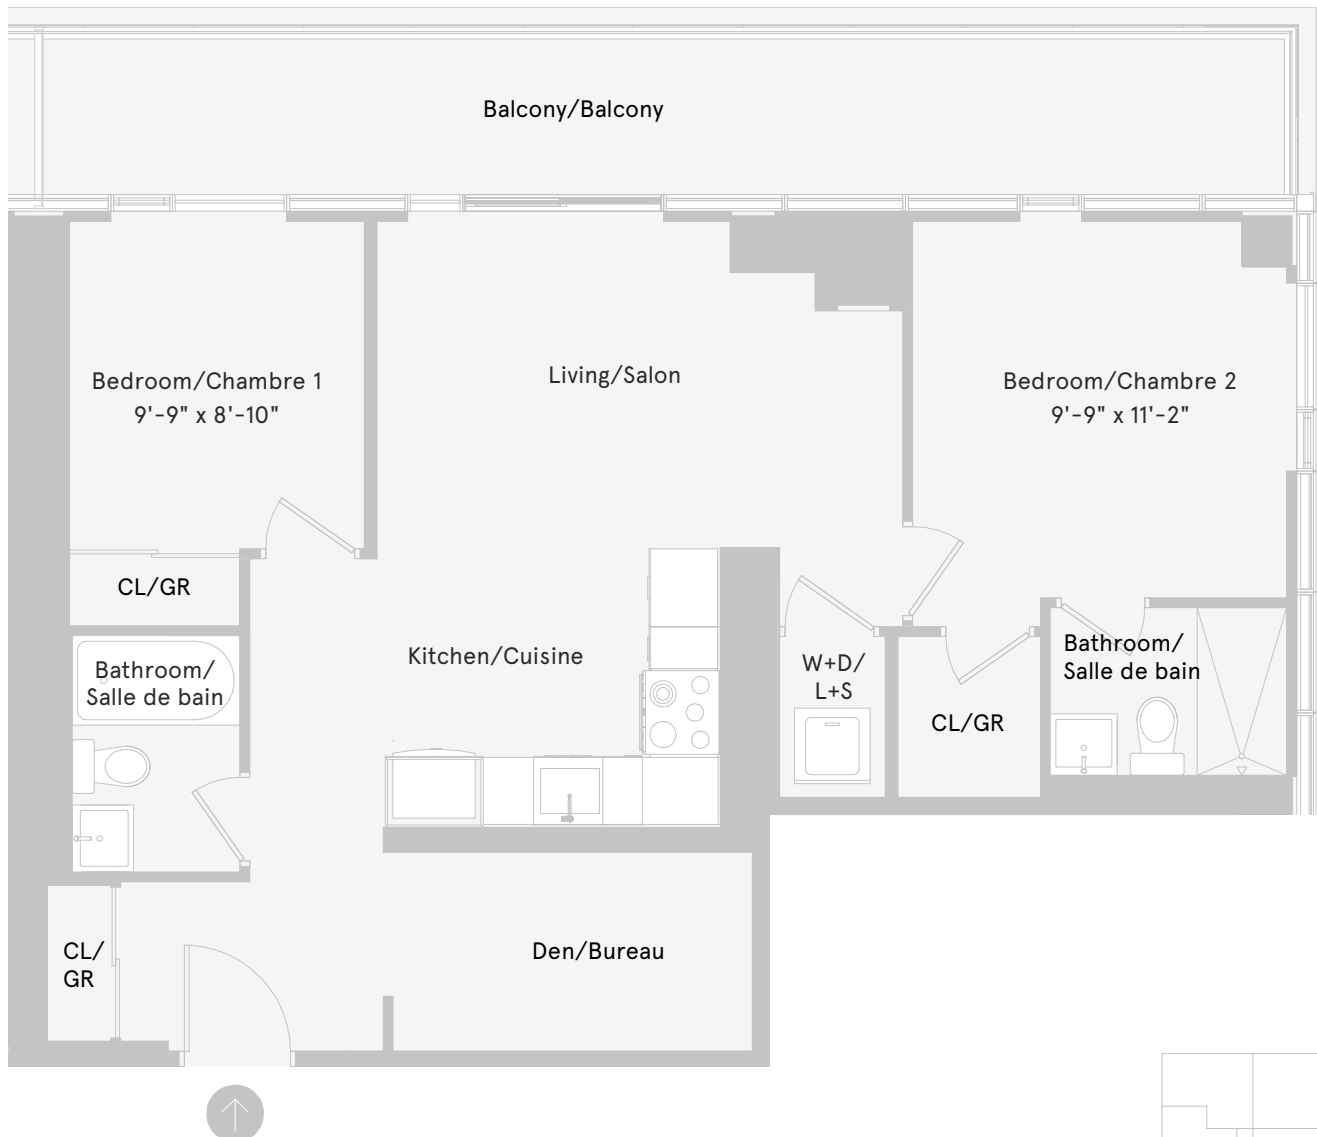 Balcony/Balcony
Bedroom/Chambre 1
9'-9" x 8'-10"
Living/Salon
Bedroom/Chambre 2
9'-9" x 11'-2"
CL/GR
Kitchen/Cuisine
Bathroom/
Salle de bain
W+D/
L+S
CL/GR
Bathroom/
Salle de bain
CL/
GR
Den/Bureau